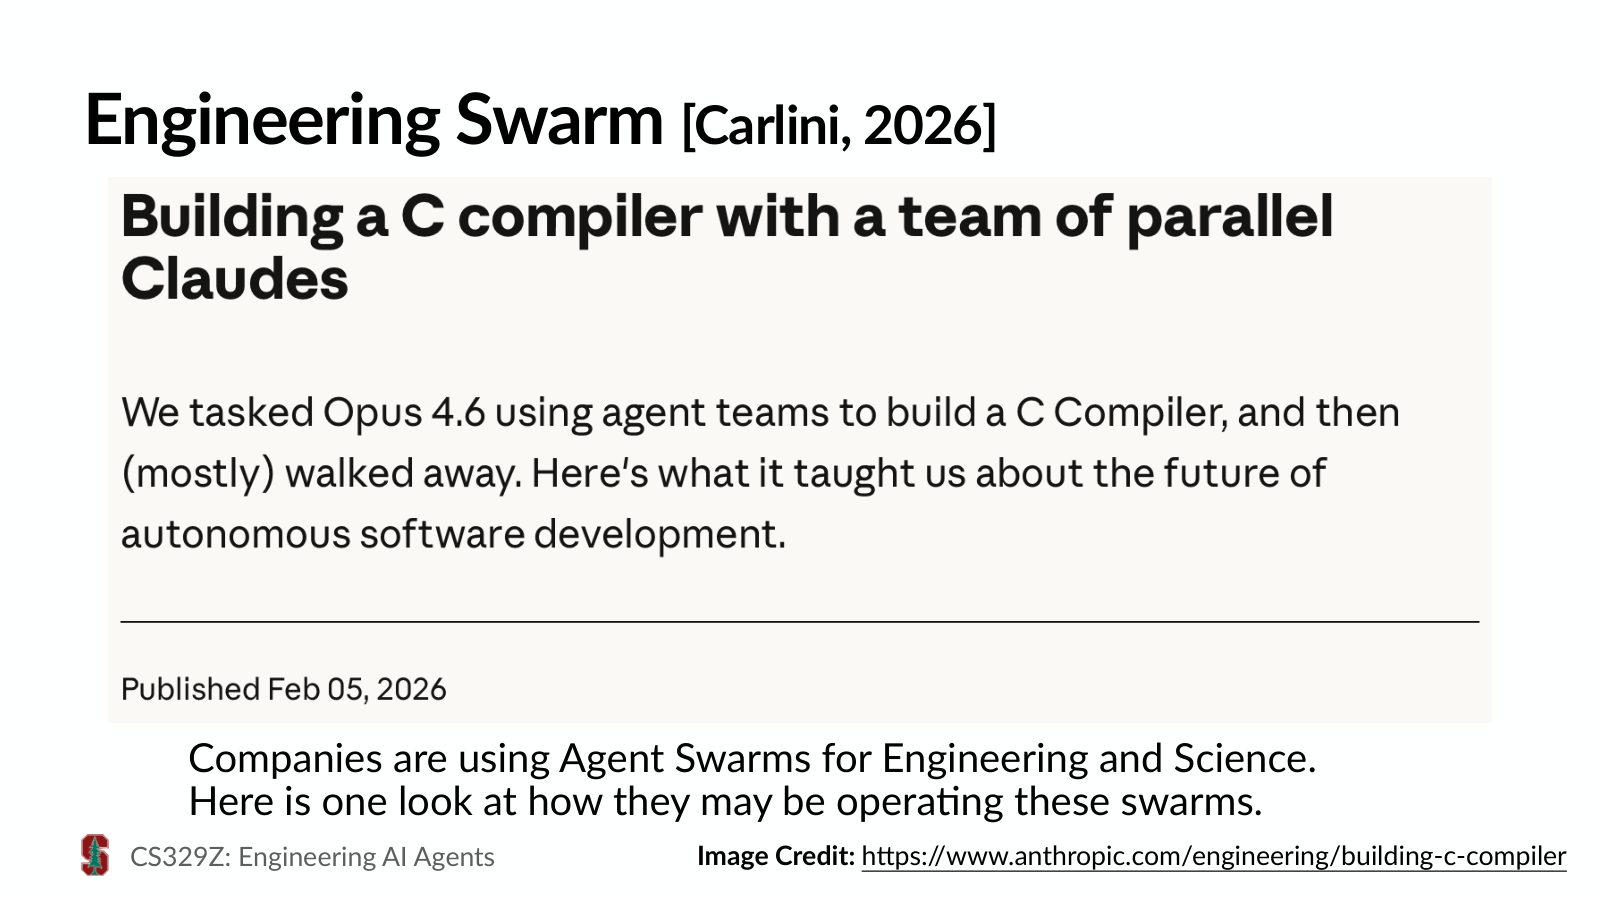 Engineering Swarm [Carlini, 2026]
Building a C compiler with a team of parallel
Claudes
We tasked Opus 4.6 using agent teams to build a C Compiler, and then
(mostly) walked away. Here's what it taught us about the future of
autonomous software development.
Published Feb 05, 2026
Companies are using Agent Swarms for Engineering and Science.
Here is one look at how they may be operating these swarms.
CS329Z: Engineering AI Agents
Image Credit: https://www.anthropic.com/engineering/building-c-compiler